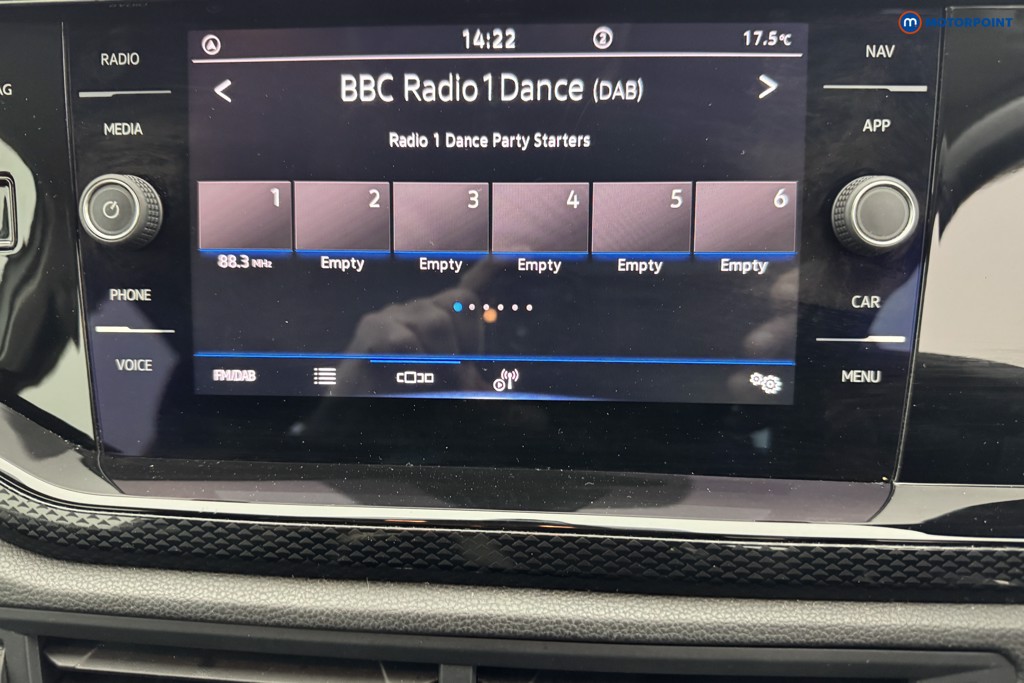 MOTORPOINT
RADIO
MEDIA
PHONE
VOICE
14:22
2
17.5°C
BBC Radio 1 Dance (DAB)
Radio 1 Dance Party Starters
1 2 3 4 5 6
88.3 MHz Empty Empty Empty Empty Empty
FM/DAB
NAV
APP
CAR
MENU